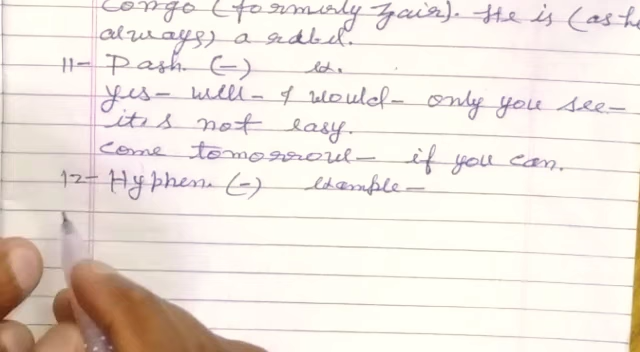 Congo (formerly Zair). He is (as he
always) a rebel.
11- Dash. (-) ex.
yes- well- I would- only you see-
it,s not easy.
come tomorrow- if you can.
12- Hyphen. (-) example-